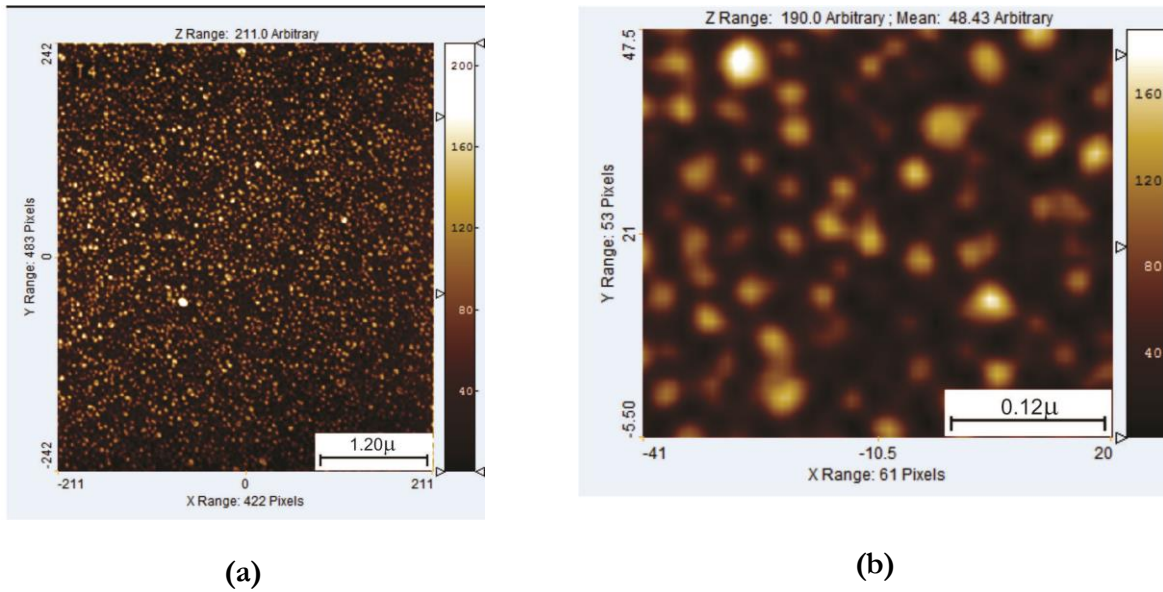 Z Range: 211.0 Arbitrary
242
T4
200
160
120
80
40
Y Range: 483 Pixels
0
-242
1.20μ
-211
0
211
X Range: 422 Pixels
(a)
Z Range: 190.0 Arbitrary ; Mean: 48.43 Arbitrary
47.5
160
120
80
40
Y Range: 53 Pixels
21
-5.50
0.12μ
-41
-10.5
20
X Range: 61 Pixels
(b)